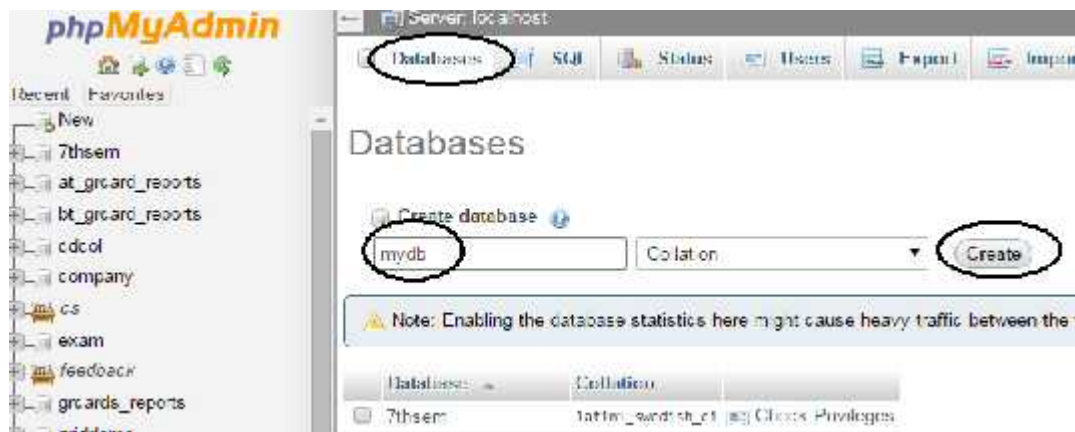 phpMyAdmin
Recent Favorites
New
7thsem
at_grcard_reports
bt_grcard_reports
cdcol
company
cs
exam
feedback
grcards_reports
Server: localhost
Databases SQL Status Users Export Impor
Databases
Create database
mydb Collation Create
Note: Enabling the database statistics here might cause heavy traffic between the
Database Collation
7thsem latin1_swedish_ci Check Privileges